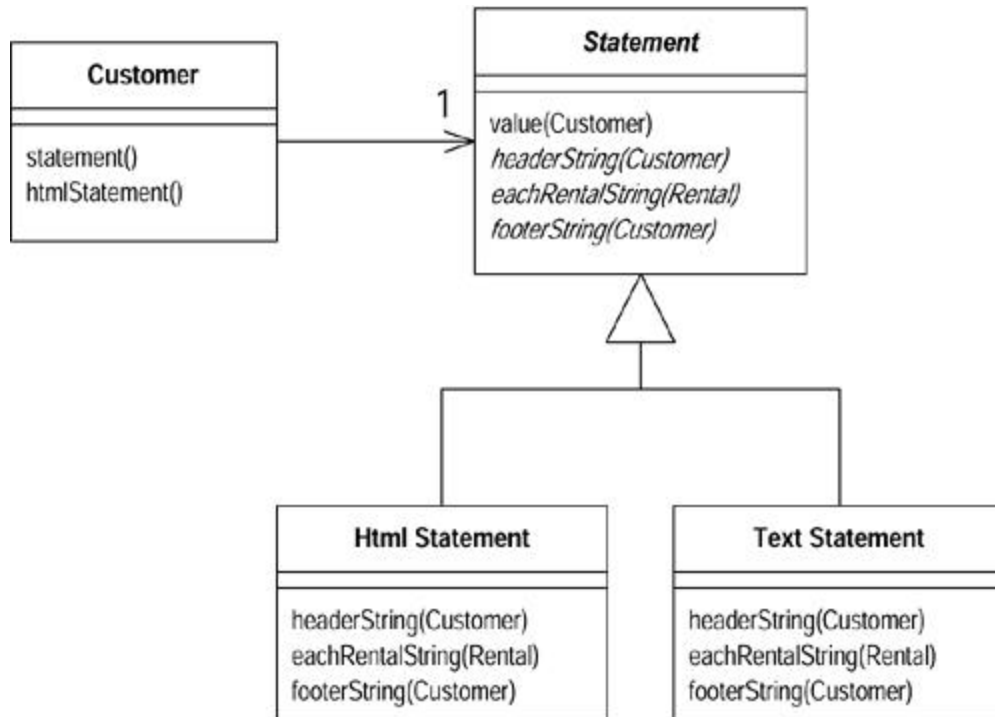 Customer
statement()
htmlStatement()
1
Statement
value(Customer)
headerString(Customer)
eachRentalString(Rental)
footerString(Customer)
Html Statement
headerString(Customer)
eachRentalString(Rental)
footerString(Customer)
Text Statement
headerString(Customer)
eachRentalString(Rental)
footerString(Customer)